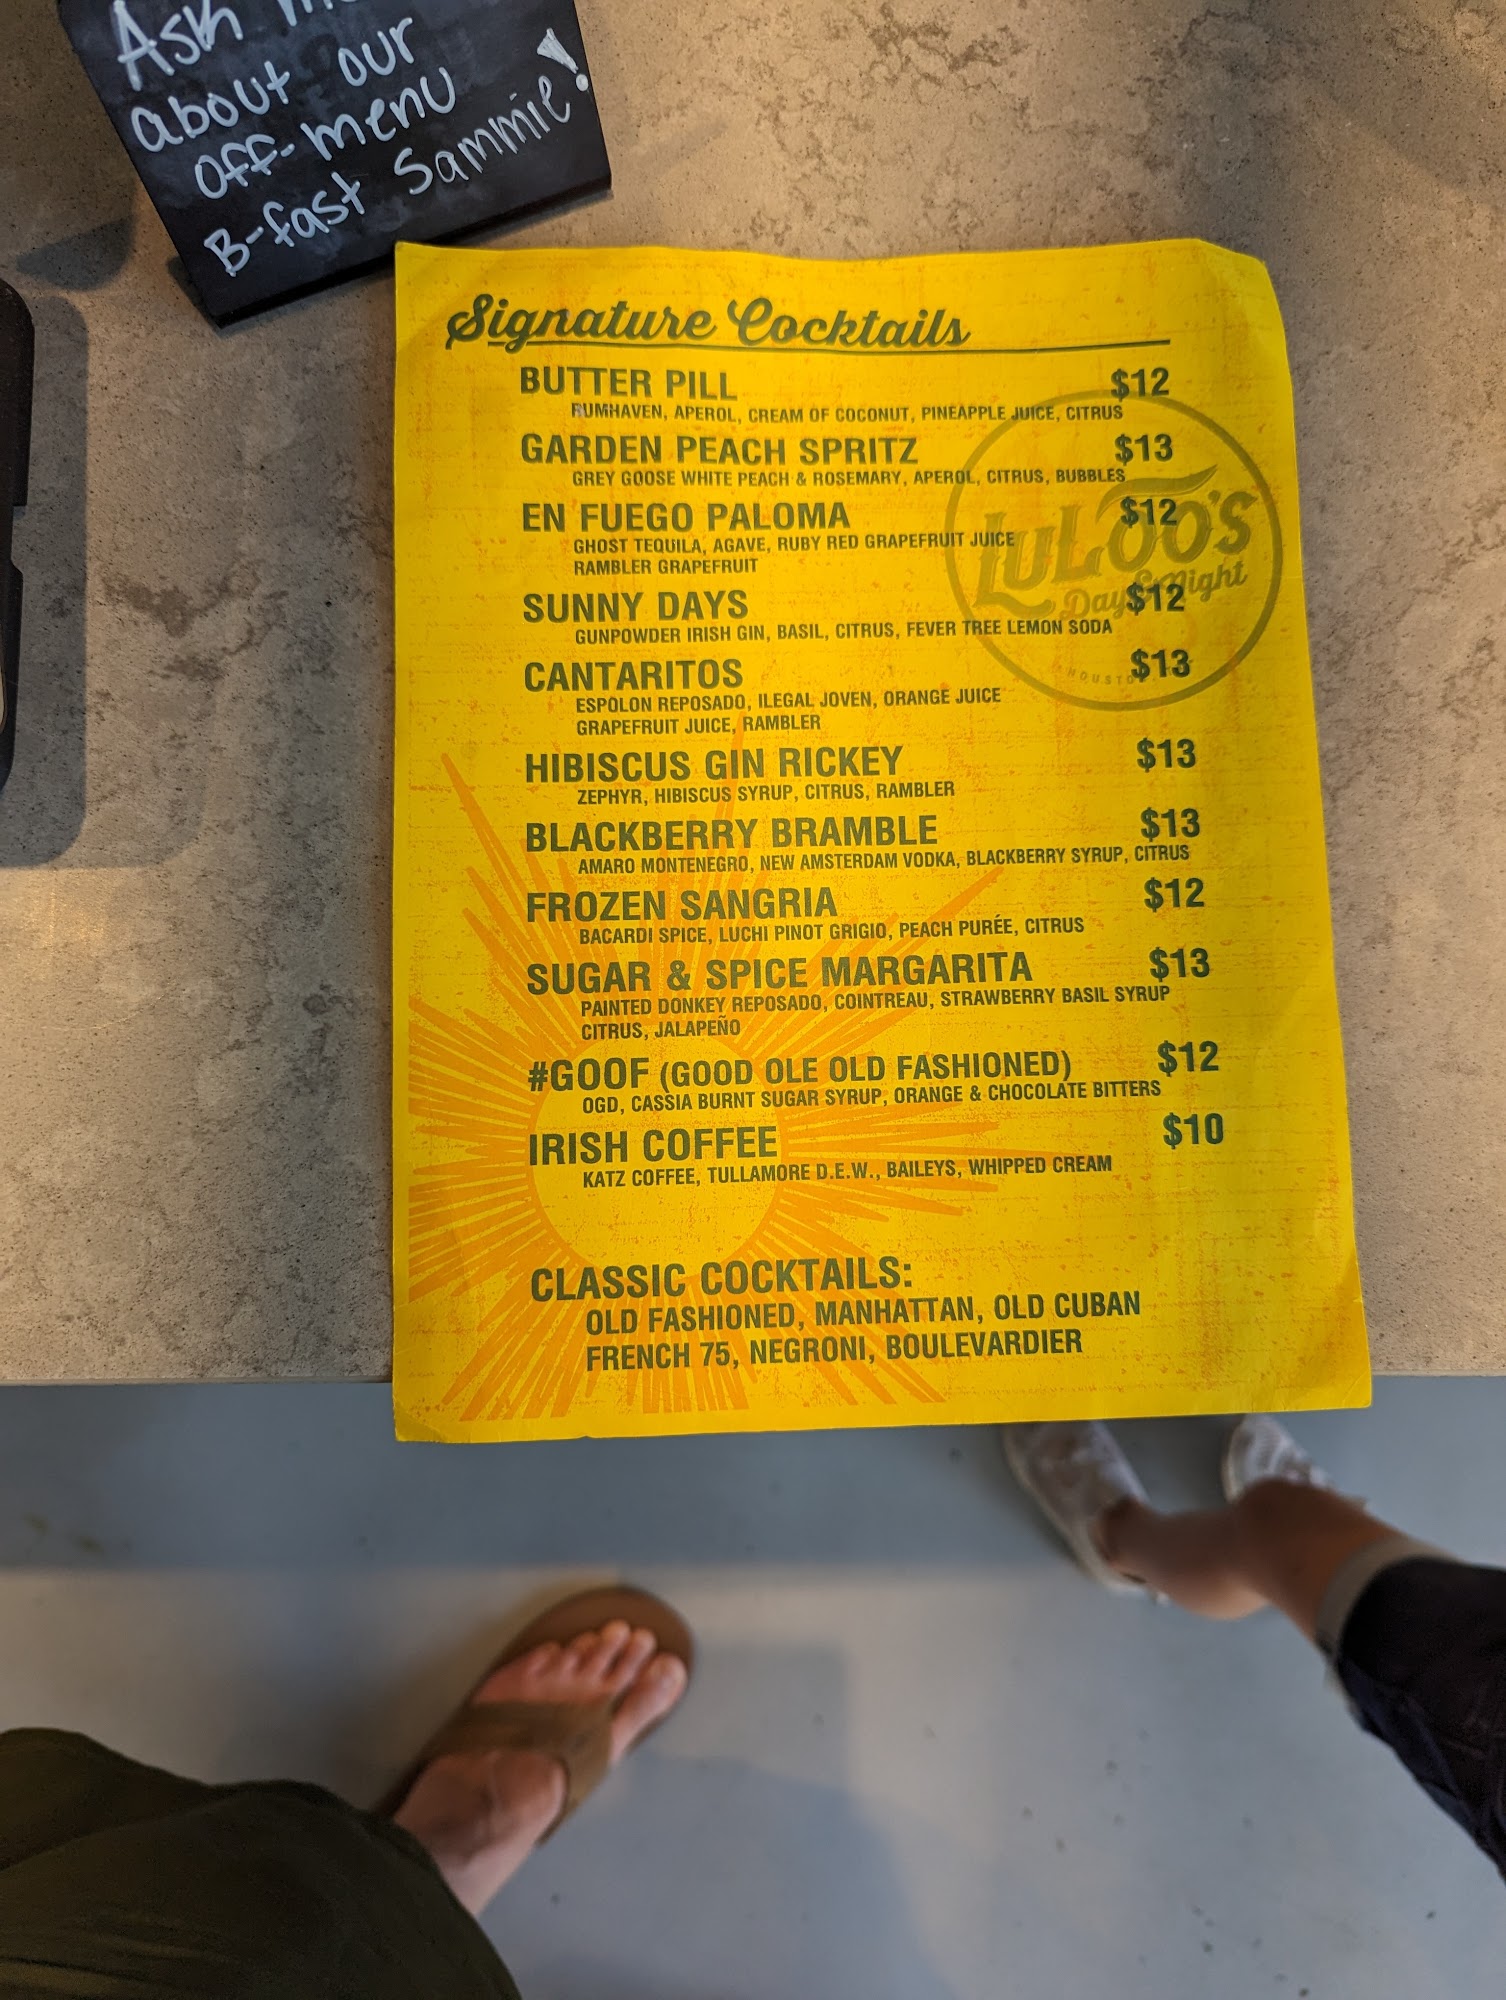 Ask
about our
off-menu
B-fast Sammie!
Signature Cocktails
BUTTER PILL $12
RUMHAVEN, APEROL, CREAM OF COCONUT, PINEAPPLE JUICE, CITRUS
GARDEN PEACH SPRITZ $13
GREY GOOSE WHITE PEACH & ROSEMARY, APEROL, CITRUS, BUBBLES
EN FUEGO PALOMA $12
GHOST TEQUILA, AGAVE, RUBY RED GRAPEFRUIT JUICE
RAMBLER GRAPEFRUIT
SUNNY DAYS $12
GUNPOWDER IRISH GIN, BASIL, CITRUS, FEVER TREE LEMON SODA
CANTARITOS $13
ESPOLON REPOSADO, ILEGAL JOVEN, ORANGE JUICE
GRAPEFRUIT JUICE, RAMBLER
HIBISCUS GIN RICKEY $13
ZEPHYR, HIBISCUS SYRUP, CITRUS, RAMBLER
BLACKBERRY BRAMBLE $13
AMARO MONTENEGRO, NEW AMSTERDAM VODKA, BLACKBERRY SYRUP, CITRUS
FROZEN SANGRIA $12
BACARDI SPICE, LUCHI PINOT GRIGIO, PEACH PURÉE, CITRUS
SUGAR & SPICE MARGARITA $13
PAINTED DONKEY REPOSADO, COINTREAU, STRAWBERRY BASIL SYRUP
CITRUS, JALAPEÑO
#GOOF (GOOD OLE OLD FASHIONED) $12
OGD, CASSIA BURNT SUGAR SYRUP, ORANGE & CHOCOLATE BITTERS
IRISH COFFEE $10
KATZ COFFEE, TULLAMORE D.E.W., BAILEYS, WHIPPED CREAM
CLASSIC COCKTAILS:
OLD FASHIONED, MANHATTAN, OLD CUBAN
FRENCH 75, NEGRONI, BOULEVARDIER
LULOO'S
Day & Night